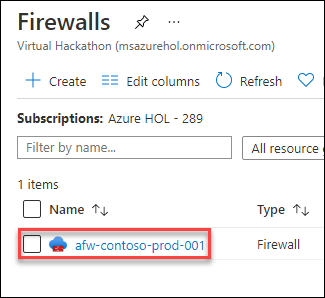 Firewalls
Virtual Hackathon (msazurehol.onmicrosoft.com)
Create Edit columns Refresh
Subscriptions: Azure HOL - 289
Filter by name... All resource
1 items
Name Type
afw-contoso-prod-001 Firewall